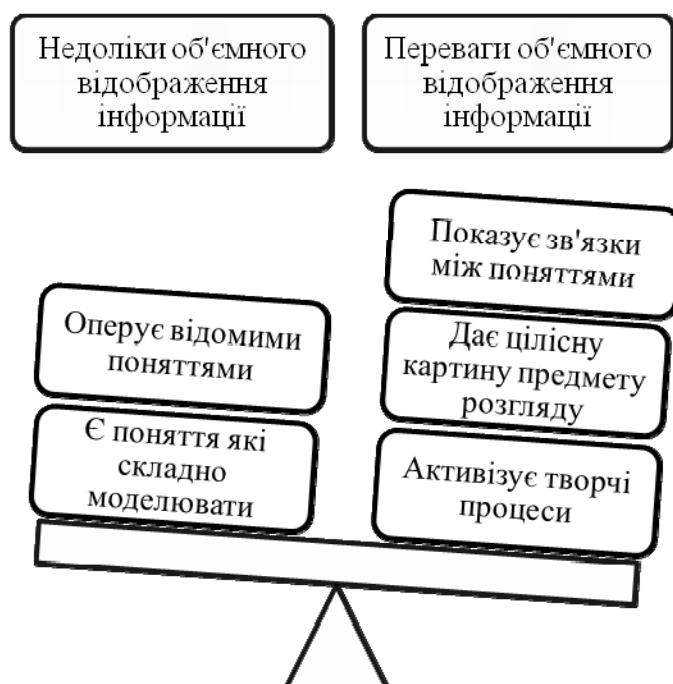 Недоліки об'ємного
відображення
інформації
Переваги об'ємного
відображення
інформації
Оперує відомими
поняттями
Є поняття які
складно
моделювати
Показує зв'язки
між поняттями
Дає цілісну
картину предмету
розгляду
Активізує творчі
процеси